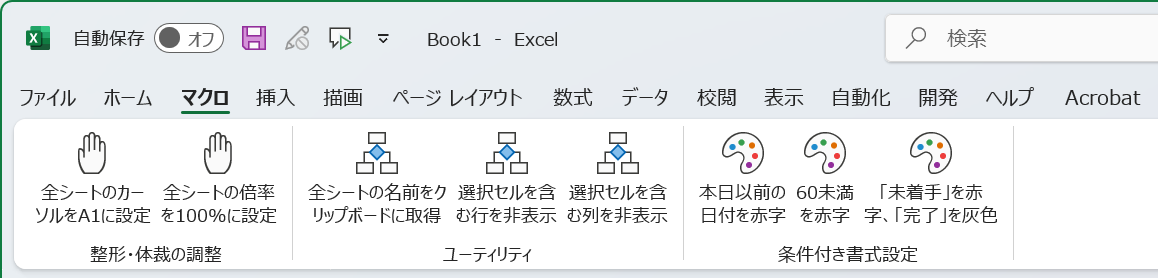 自動保存 オフ Book1 - Excel 検索
ファイル ホーム マクロ 挿入 描画 ページ レイアウト 数式 データ 校閲 表示 自動化 開発 ヘルプ Acrobat
全シートのカー 全シートの倍率 全シートの名前をク 選択セルを含 選択セルを含 本日以前の 60未満 「未着手」を赤
ソルをA1に設定 を100%に設定 リップボードに取得 む行を非表示 む列を非表示 日付を赤字 を赤字 字、「完了」を灰色
整形・体裁の調整 ユーティリティ 条件付き書式設定